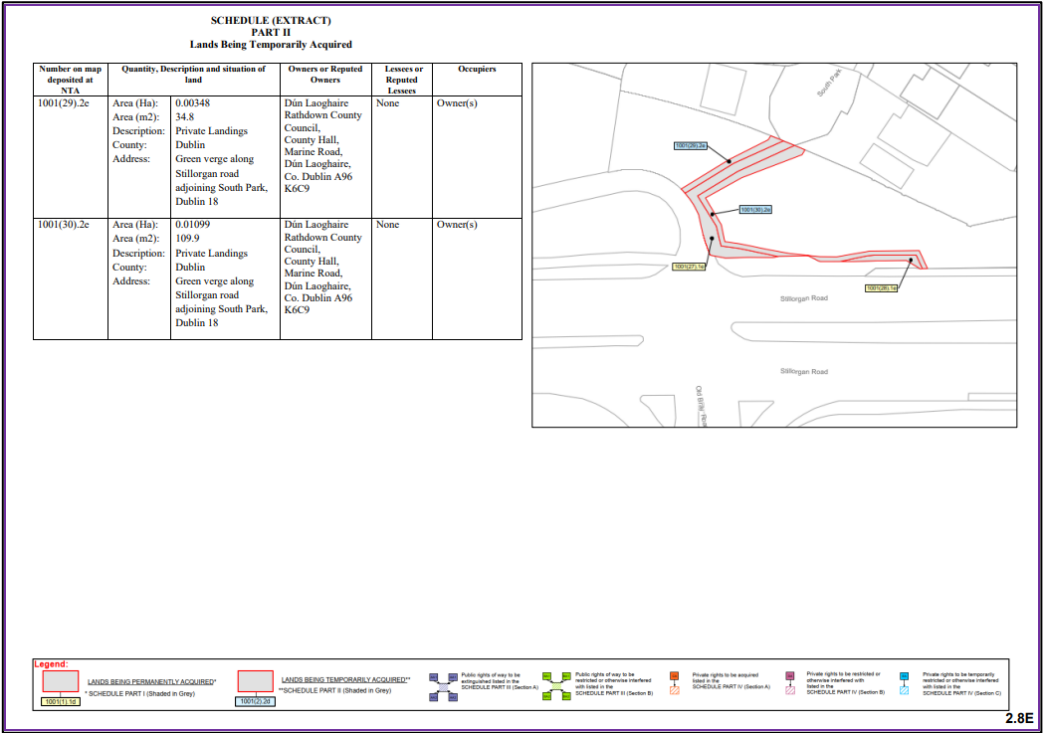 SCHEDULE (EXTRACT)
PART II
Lands Being Temporarily Acquired
Number on map deposited at NTA
Quantity, Description and situation of land
Owners or Reputed Owners
Lessees or Reputed Lessees
Occupiers
1001(29).2e
Area (Ha): 0.00348
Area (m2): 34.8
Description: Private Landings
County: Dublin
Address: Green verge along
Stillorgan road
adjoining South Park,
Dublin 18
Dún Laoghaire
Rathdown County
Council,
County Hall,
Marine Road,
Dún Laoghaire,
Co. Dublin A96
K6C9
None
Owner(s)
1001(30).2e
Area (Ha): 0.01099
Area (m2): 109.9
Description: Private Landings
County: Dublin
Address: Green verge along
Stillorgan road
adjoining South Park,
Dublin 18
Dún Laoghaire
Rathdown County
Council,
County Hall,
Marine Road,
Dún Laoghaire,
Co. Dublin A96
K6C9
None
Owner(s)
South Park
1001(29).2e
1001(30).2e
1001(27).1e
1001(28).1e
Stillorgan Road
Stillorgan Road
Legend:
LANDS BEING PERMANENTLY ACQUIRED*
* SCHEDULE PART I (Shaded in Grey)
1001(1).1d
LANDS BEING TEMPORARILY ACQUIRED**
**SCHEDULE PART II (Shaded in Grey)
1001(2).2d
Public rights of way to be
extinguished listed in the
SCHEDULE PART III (Section A)
Public rights of way to be
restricted or otherwise interfered
with listed in the
SCHEDULE PART III (Section B)
Private rights to be acquired
listed in the
SCHEDULE PART IV (Section A)
Private rights to be restricted or
otherwise interfered with
listed in the
SCHEDULE PART IV (Section B)
Private rights to be temporarily
restricted or otherwise interfered
with listed in the
SCHEDULE PART IV (Section C)
2.8E